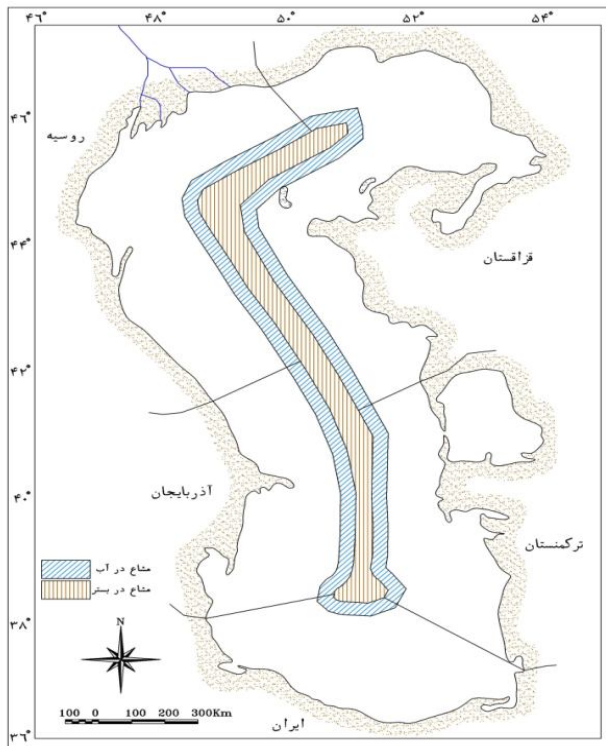 ۴۶° ۴۸° ۵۰° ۵۲° ۵۴°
۴۶°
روسیه
۴۴°
قزاقستان
۴۲°
آذربایجان
۴۰°
ترکمنستان
مشاع در آب
مشاع در بستر
۳۸°
N
100 0 100 200 300Km
ایران
۳۶°